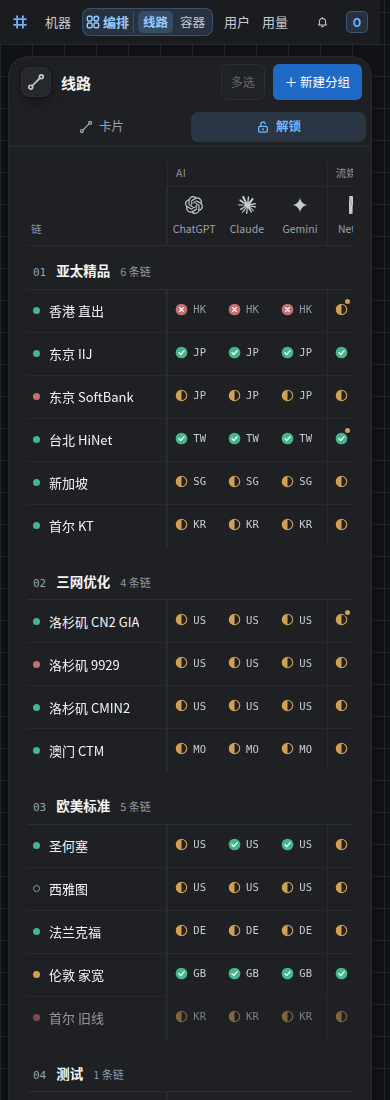 机器 编排 线路 容器 用户 用量 O
线路 多选 + 新建分组
卡片 解锁
AI
链 ChatGPT Claude Gemini
01 亚太精品 6条链
香港 直出 HK HK HK
东京 IIJ JP JP JP
东京 SoftBank JP JP JP
台北 HiNet TW TW TW
新加坡 SG SG SG
首尔 KT KR KR KR
02 三网优化 4条链
洛杉矶 CN2 GIA US US US
洛杉矶 9929 US US US
洛杉矶 CMIN2 US US US
澳门 CTM MO MO MO
03 欧美标准 5条链
圣何塞 US US US
西雅图 US US US
法兰克福 DE DE DE
伦敦 家宽 GB GB GB
首尔 旧线 KR KR KR
04 测试 1条链